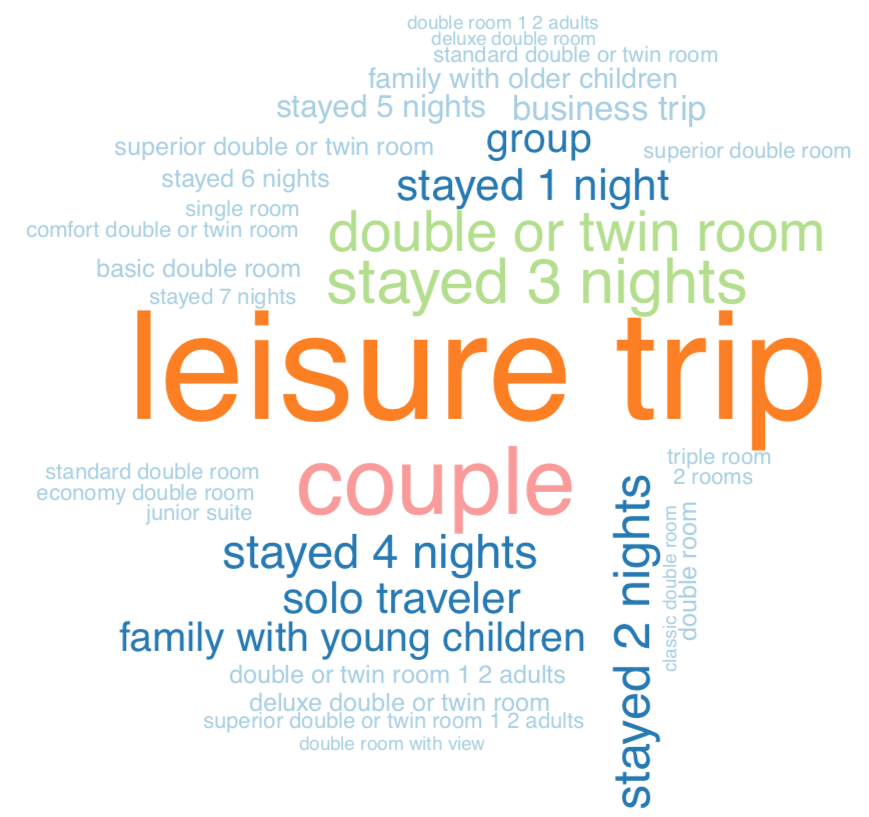 double room 1 2 adults
deluxe double room
standard double or twin room
family with older children
stayed 5 nights
business trip
group
superior double or twin room
superior double room
stayed 6 nights
stayed 1 night
single room
comfort double or twin room
double or twin room
basic double room
stayed 3 nights
stayed 7 nights
leisure trip
couple
triple room
2 rooms
standard double room
economy double room
junior suite
stayed 2 nights
classic double room
double room
stayed 4 nights
solo traveler
family with young children
double or twin room 1 2 adults
deluxe double or twin room
superior double or twin room 1 2 adults
double room with view